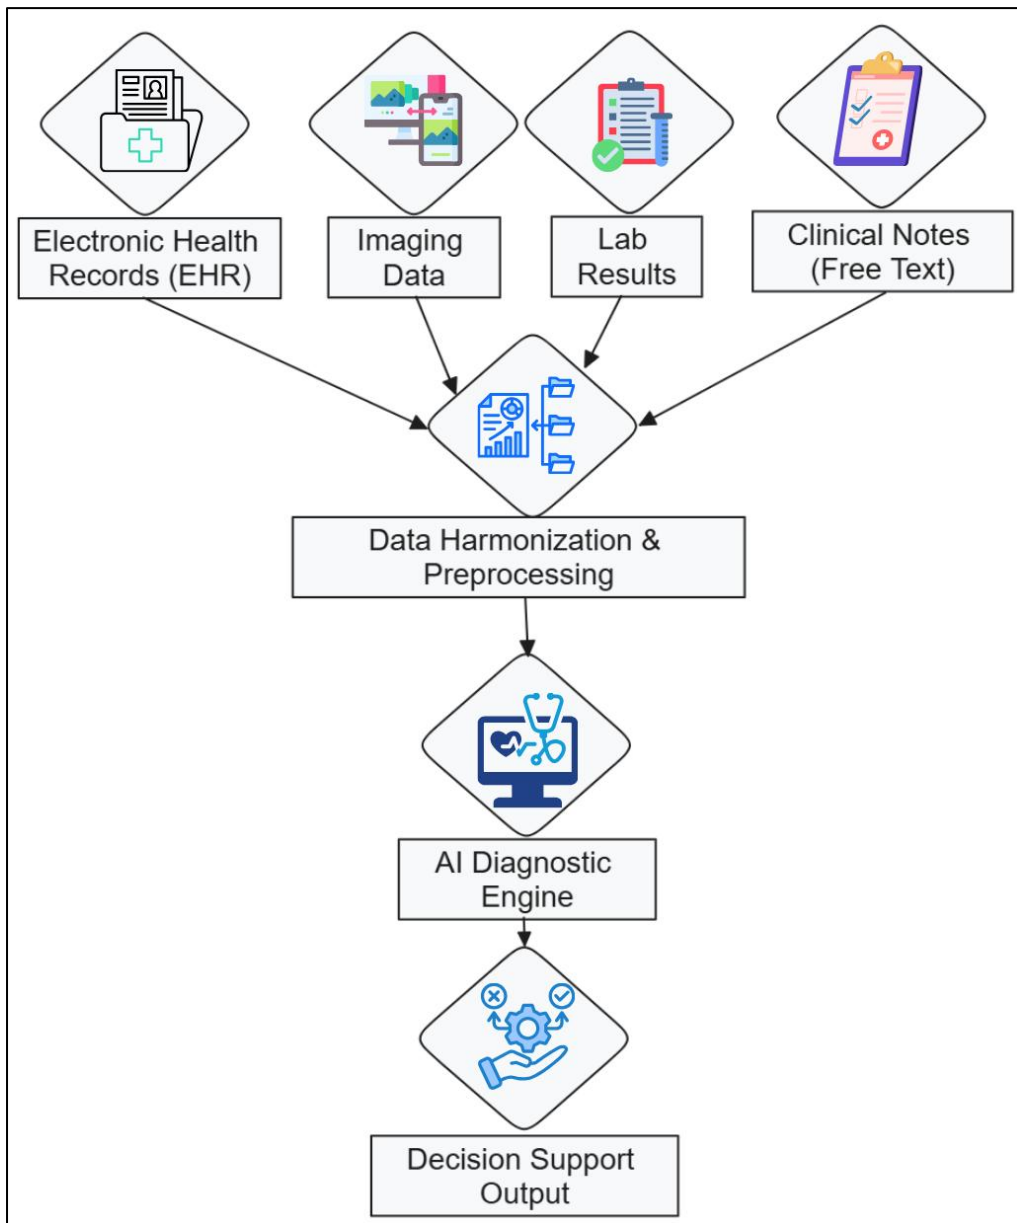 Electronic Health
Records (EHR)
Imaging
Data
Lab
Results
Clinical Notes
(Free Text)
Data Harmonization &
Preprocessing
AI Diagnostic
Engine
Decision Support
Output